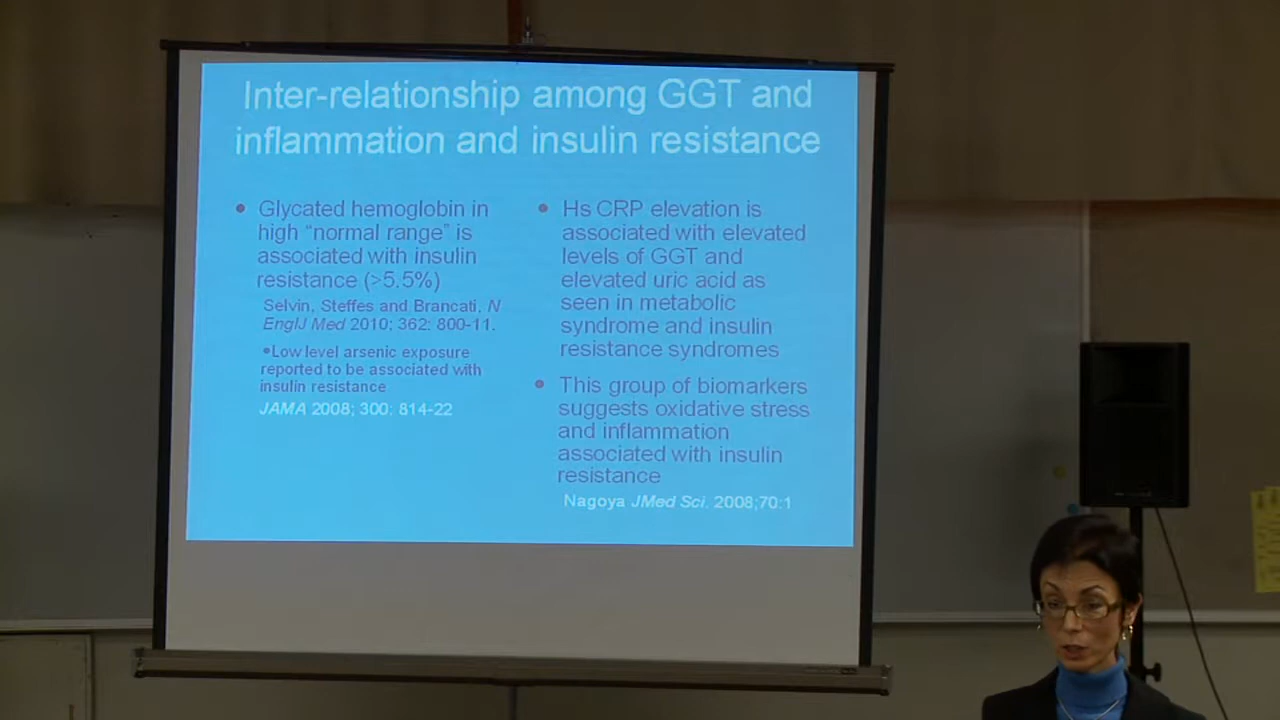 Inter-relationship among GGT and
inflammation and insulin resistance
• Glycated hemoglobin in
high “normal range” is
associated with insulin
resistance (>5.5%)
Selvin, Steffes and Brancati, N
EnglJ Med 2010; 362: 800-11.
•Low level arsenic exposure
reported to be associated with
insulin resistance
JAMA 2008; 300: 814-22
• Hs CRP elevation is
associated with elevated
levels of GGT and
elevated uric acid as
seen in metabolic
syndrome and insulin
resistance syndromes
• This group of biomarkers
suggests oxidative stress
and inflammation
associated with insulin
resistance
Nagoya JMed Sci. 2008;70:1